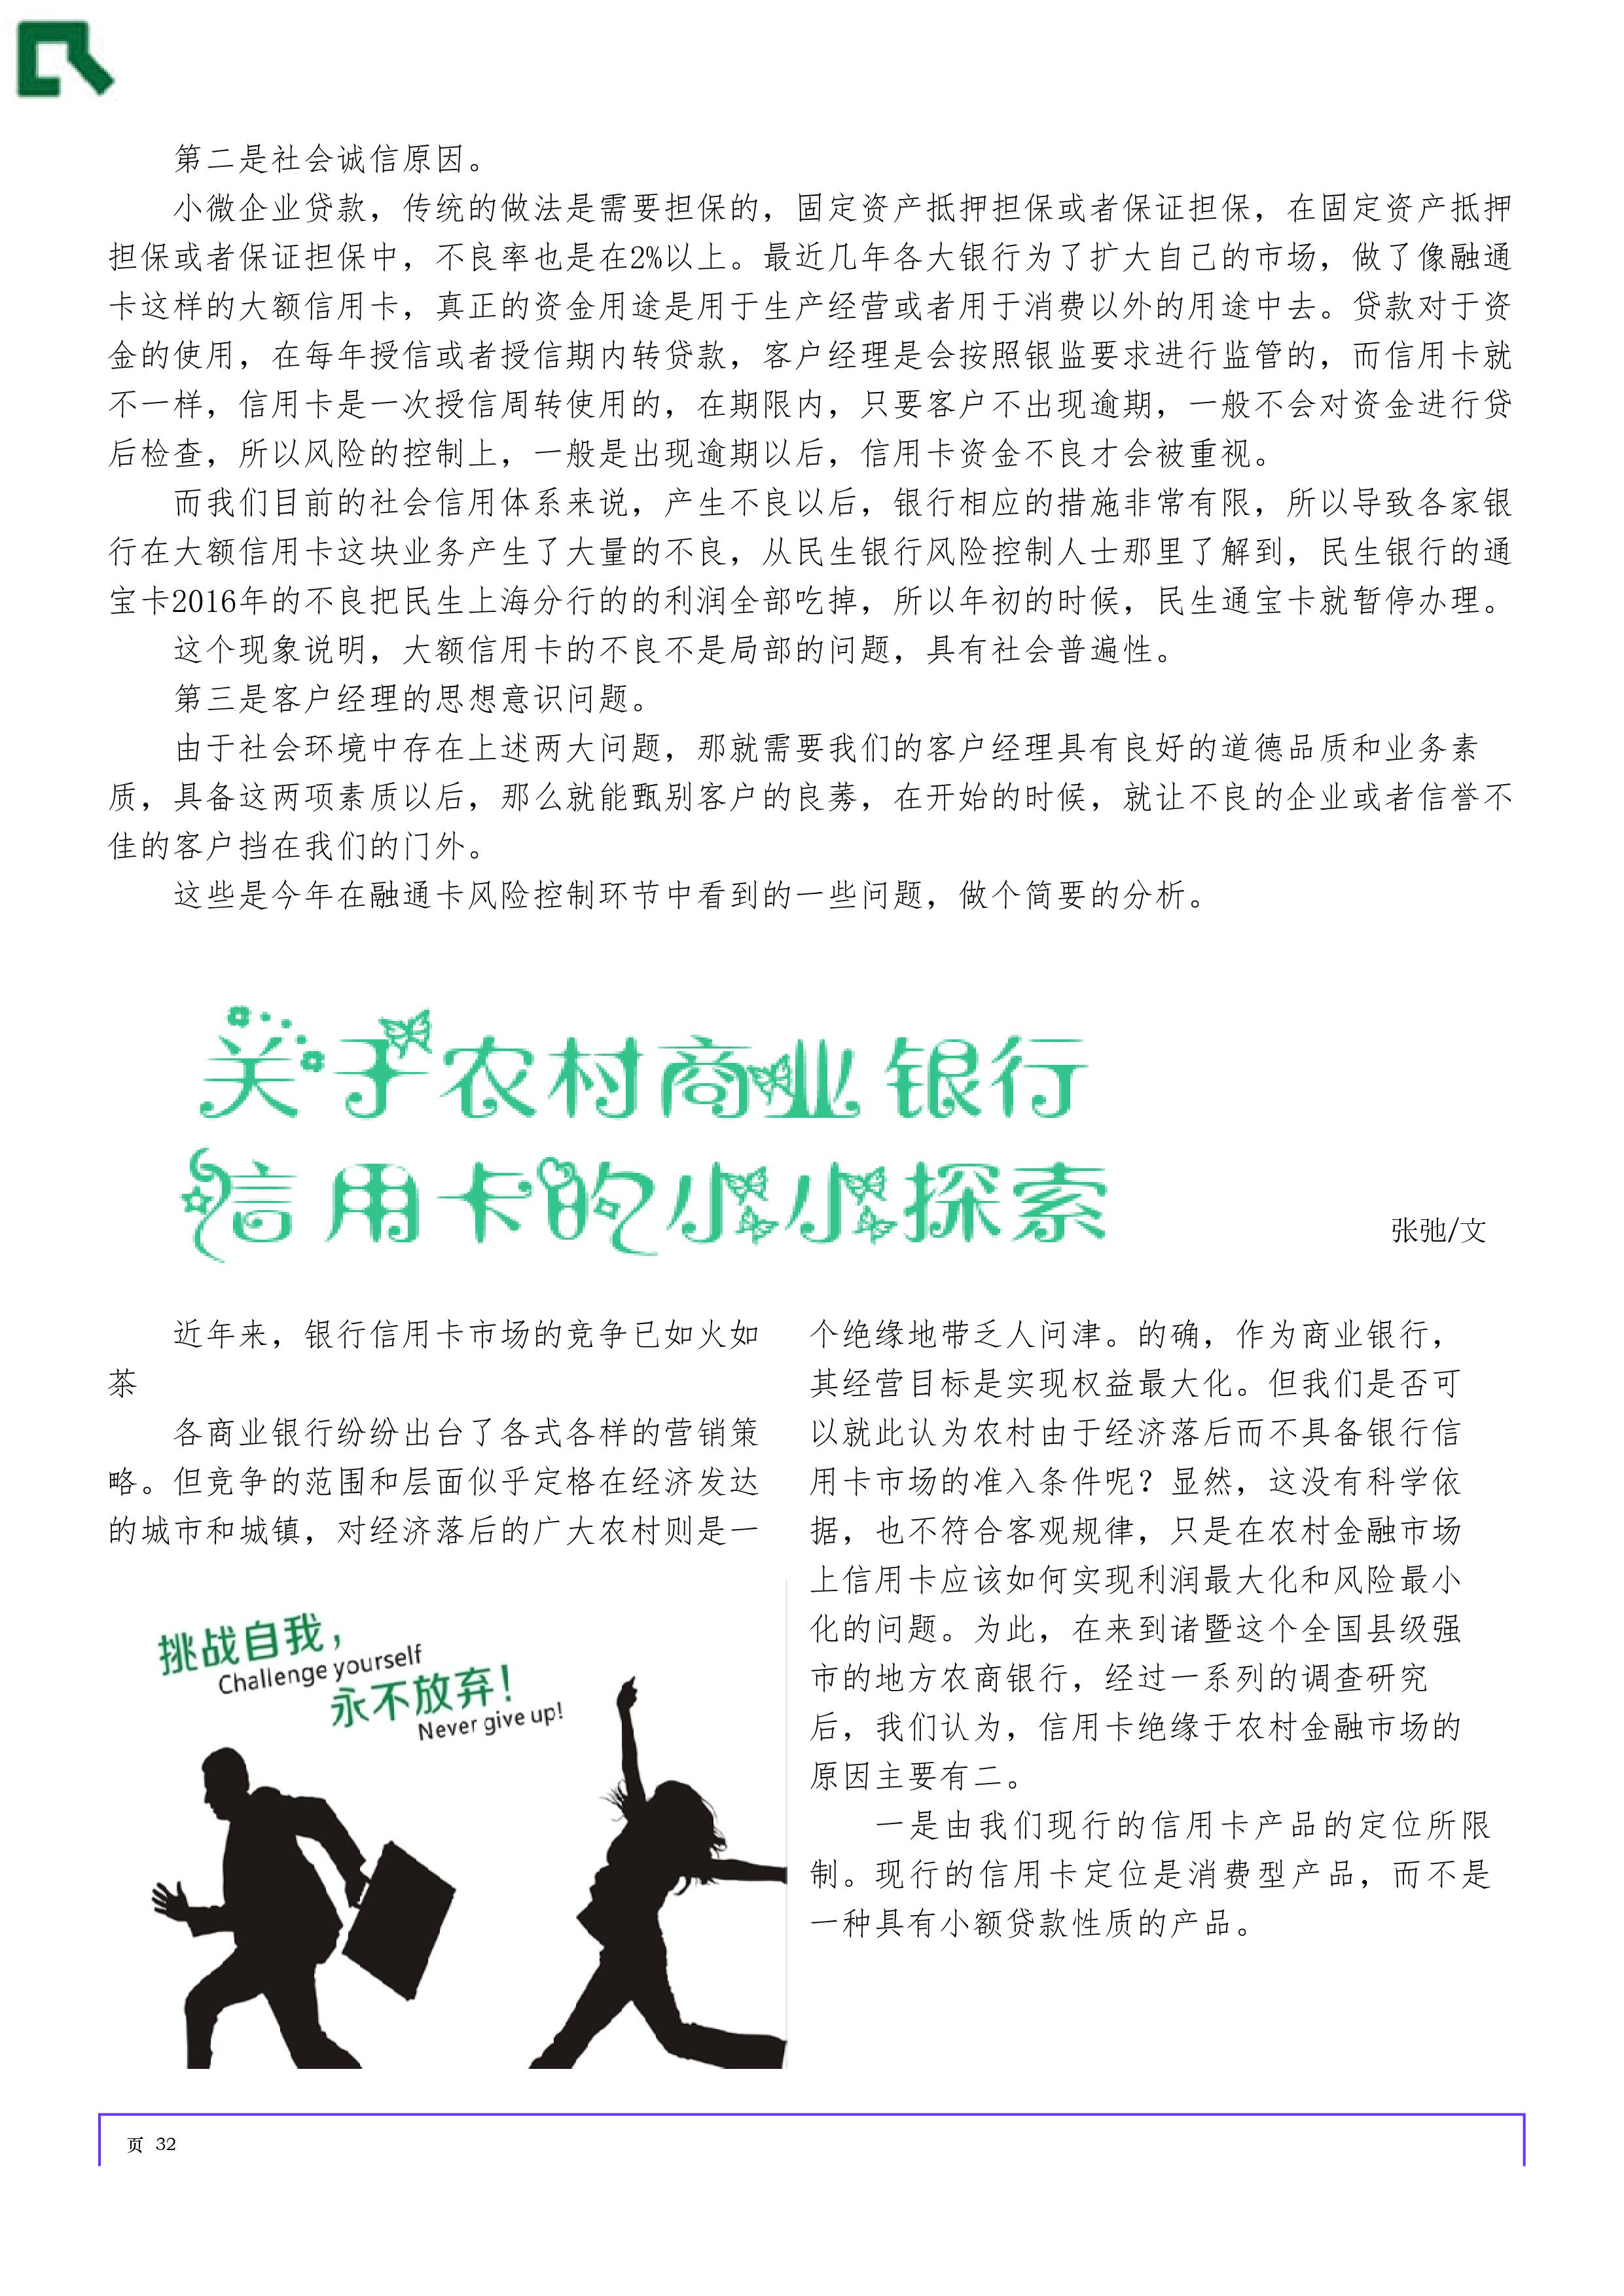 第二是社会诚信原因。
小微企业贷款，传统的做法是需要担保的，固定资产抵押担保或者保证担保，在固定资产抵押
担保或者保证担保中，不良率也是在2%以上。最近几年各大银行为了扩大自己的市场，做了像融通
卡这样的大额信用卡，真正的资金用途是用于生产经营或者用于消费以外的用途中去。贷款对于资
金的使用，在每年授信或者授信期内转贷款，客户经理是会按照银监要求进行监管的，而信用卡就
不一样，信用卡是一次授信周转使用的，在期限内，只要客户不出现逾期，一般不会对资金进行贷
后检查，所以风险的控制上，一般是出现逾期以后，信用卡资金不良才会被重视。
而我们目前的社会信用体系来说，产生不良以后，银行相应的措施非常有限，所以导致各家银
行在大额信用卡这块业务产生了大量的不良，从民生银行风险控制人士那里了解到，民生银行的通
宝卡2016年的不良把民生上海分行的的利润全部吃掉，所以年初的时候，民生通宝卡就暂停办理。
这个现象说明，大额信用卡的不良不是局部的问题，具有社会普遍性。
第三是客户经理的思想意识问题。
由于社会环境中存在上述两大问题，那就需要我们的客户经理具有良好的道德品质和业务素
质，具备这两项素质以后，那么就能甄别客户的良莠，在开始的时候，就让不良的企业或者信誉不
佳的客户挡在我们的门外。
这些是今年在融通卡风险控制环节中看到的一些问题，做个简要的分析。
关于农村商业银行
信用卡的小小探索
张弛/文
近年来，银行信用卡市场的竞争已如火如
荼
各商业银行纷纷出台了各式各样的营销策
略。但竞争的范围和层面似乎定格在经济发达
的城市和城镇，对经济落后的广大农村则是一
挑战自我，
Challenge yourself
永不放弃！
Never give up!
个绝缘地带乏人问津。的确，作为商业银行，
其经营目标是实现权益最大化。但我们是否可
以就此认为农村由于经济落后而不具备银行信
用卡市场的准入条件呢？显然，这没有科学依
据，也不符合客观规律，只是在农村金融市场
上信用卡应该如何实现利润最大化和风险最小
化的问题。为此，在来到诸暨这个全国县级强
市的地方农商银行，经过一系列的调查研究
后，我们认为，信用卡绝缘于农村金融市场的
原因主要有二。
一是由我们现行的信用卡产品的定位所限
制。现行的信用卡定位是消费型产品，而不是
一种具有小额贷款性质的产品。
页 32